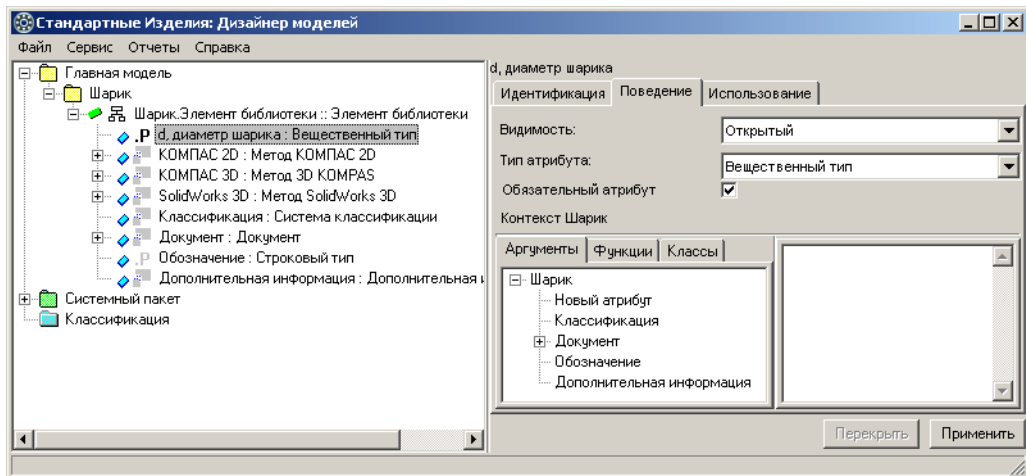 Стандартные Изделия: Дизайнер моделей
Файл Сервис Отчеты Справка
Главная модель
Шарик
Шарик.Элемент библиотеки :: Элемент библиотеки
.P d, диаметр шарика : Вещественный тип
КОМПАС 2D : Метод КОМПАС 2D
КОМПАС 3D : Метод 3D KOMPAS
SolidWorks 3D : Метод SolidWorks 3D
Классификация : Система классификации
Документ : Документ
.P Обозначение : Строковый тип
Дополнительная информация : Дополнительная и
Системный пакет
Классификация
d, диаметр шарика
Идентификация Поведение Использование
Видимость: Открытый
Тип атрибута: Вещественный тип
Обязательный атрибут
Контекст Шарик
Аргументы Функции Классы
Шарик
Новый атрибут
Классификация
Документ
Обозначение
Дополнительная информация
Перекрыть Применить